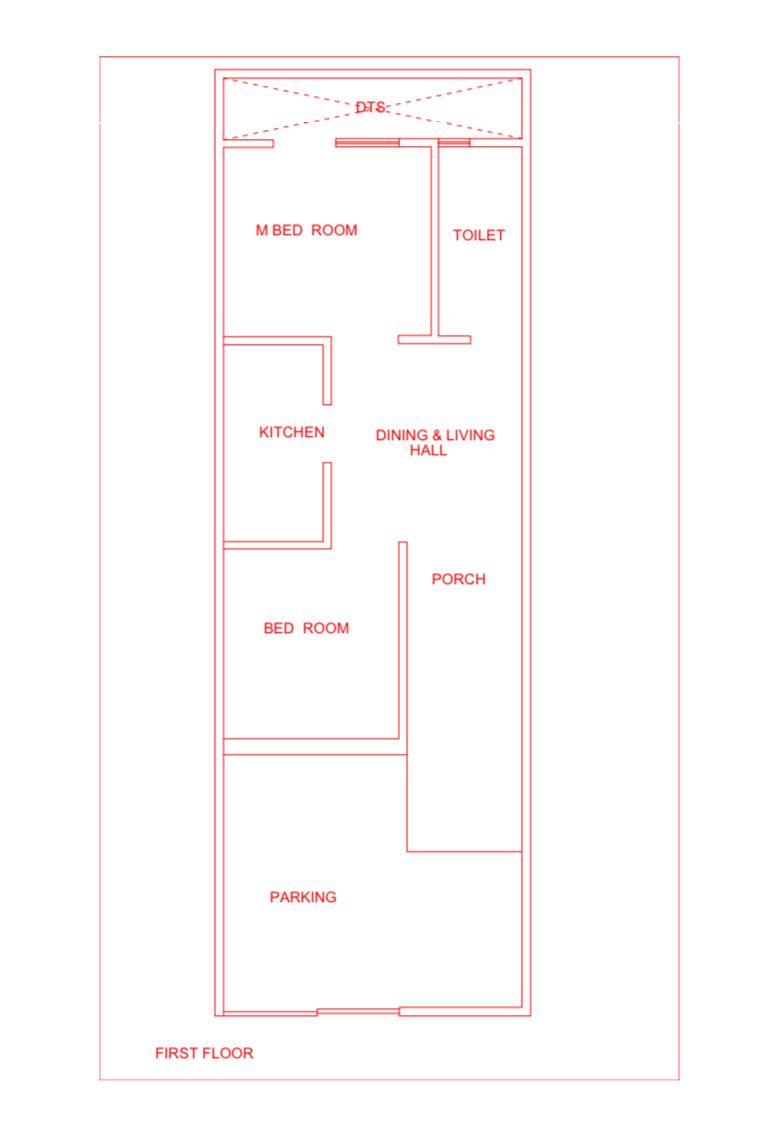 DTS
M BED ROOM
TOILET
KITCHEN
DINING & LIVING
HALL
PORCH
BED ROOM
PARKING
FIRST FLOOR